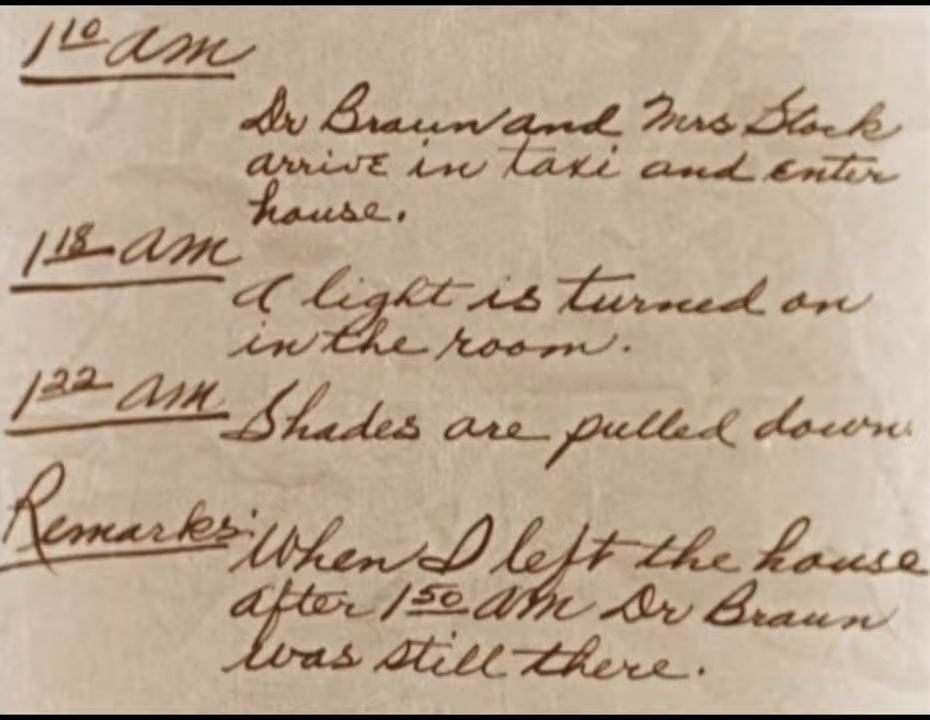 1¹⁰ am
Dr Braun and Mrs Stock
arrive in taxi and enter
house.
1¹⁸ am
A light is turned on
in the room.
1²² am
Shades are pulled down.
Remarks: When I left the house
after 1⁵⁰ am Dr Braun
was still there.